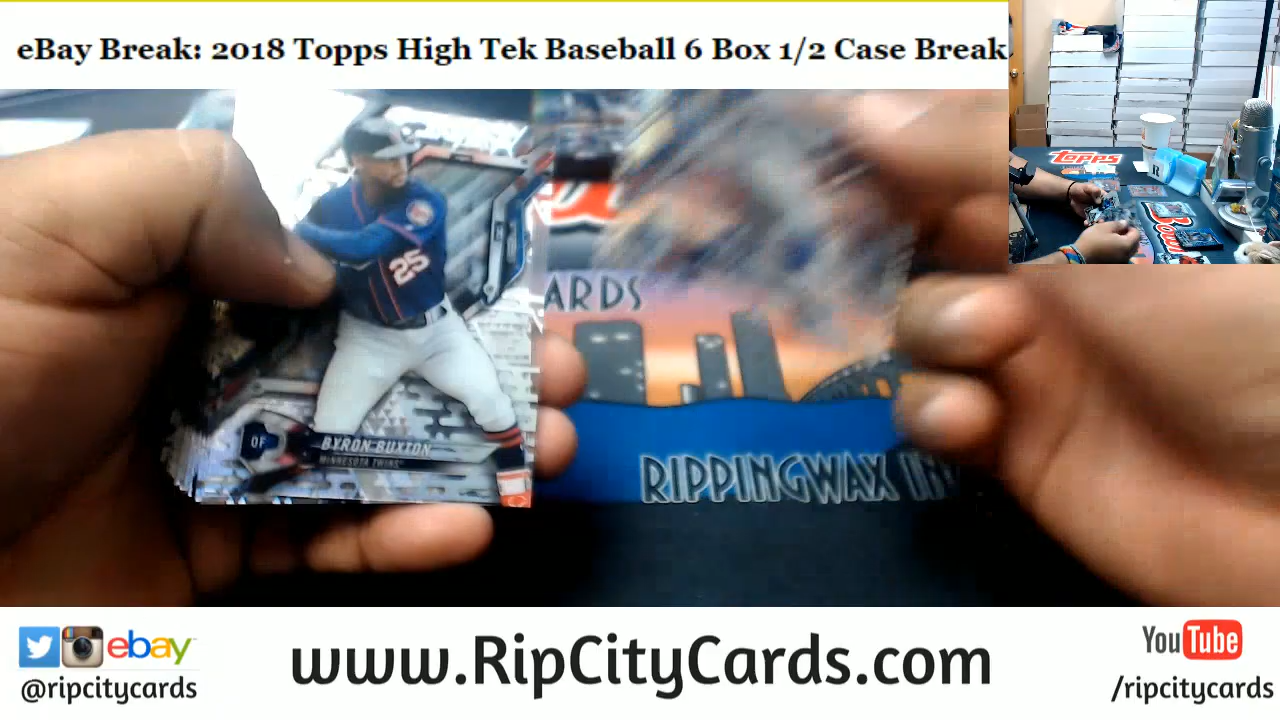 eBay Break: 2018 Topps High Tek Baseball 6 Box 1/2 Case Break
topps
25
OF
BYRON BUXTON
MINNESOTA TWINS
ARDS
RIPPINGWAX IN
ebay
@ripcitycards
www.RipCityCards.com
YouTube
/ripcitycards